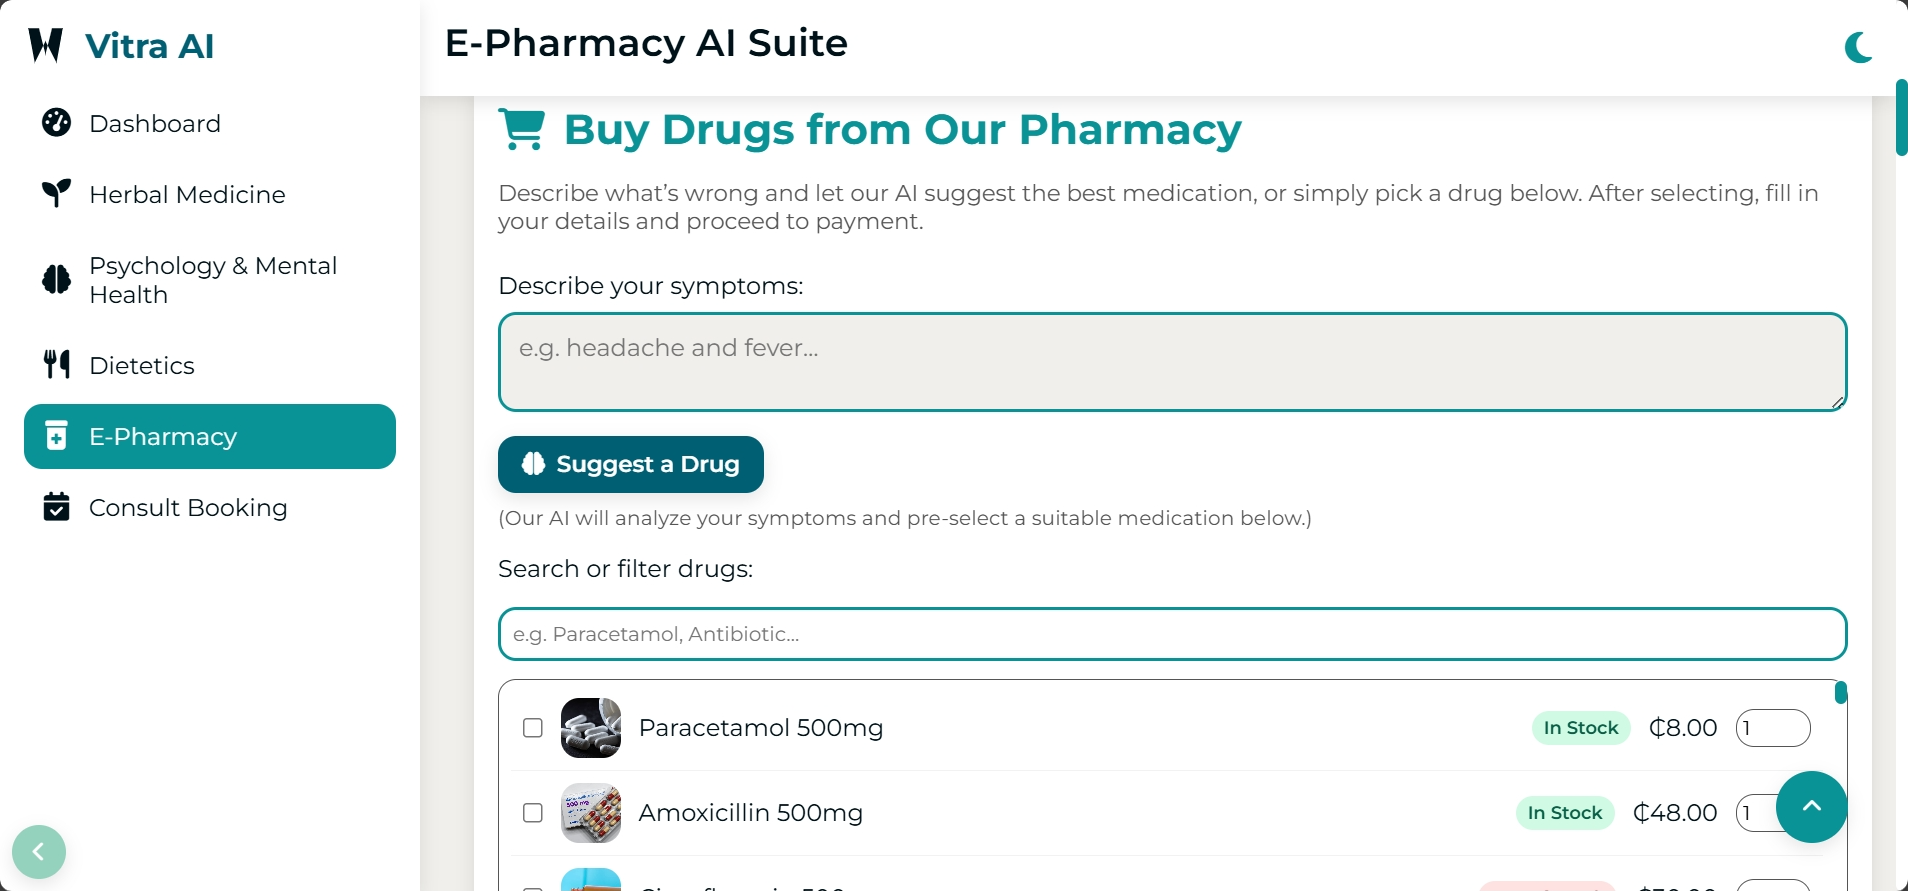 Vitra AI
Dashboard
Herbal Medicine
Psychology & Mental
Health
Dietetics
E-Pharmacy
Consult Booking
E-Pharmacy AI Suite
Buy Drugs from Our Pharmacy
Describe what’s wrong and let our AI suggest the best medication, or simply pick a drug below. After selecting, fill in
your details and proceed to payment.
Describe your symptoms:
e.g. headache and fever...
Suggest a Drug
(Our AI will analyze your symptoms and pre-select a suitable medication below.)
Search or filter drugs:
e.g. Paracetamol, Antibiotic...
Paracetamol 500mg In Stock ₵8.00 1
Amoxicillin 500mg In Stock ₵48.00 1